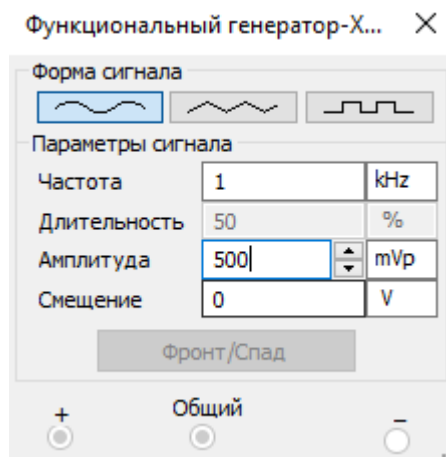 Функциональный генератор-X...
Форма сигнала
Параметры сигнала
Частота 1 kHz
Длительность 50 %
Амплитуда 500 mVp
Смещение 0 V
Фронт/Спад
+ Общий –